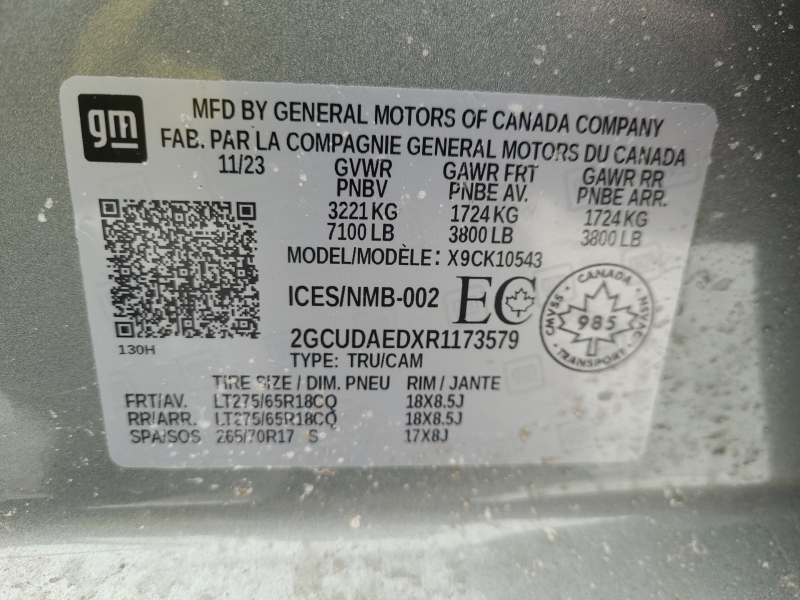 gm
MFD BY GENERAL MOTORS OF CANADA COMPANY
FAB. PAR LA COMPAGNIE GENERAL MOTORS DU CANADA
11/23 GVWR GAWR FRT GAWR RR
PNBV PNBE AV. PNBE ARR.
3221 KG 1724 KG 1724 KG
7100 LB 3800 LB 3800 LB
MODEL/MODÈLE: X9CK10543
ICES/NMB-002 EC
CANADA
CMVSS 985 NSVAC
TRANSPORT
2GCUDAEDXR1173579
130H
TYPE: TRU/CAM
TIRE SIZE / DIM. PNEU RIM / JANTE
FRT/AV. LT275/65R18CQ 18X8.5J
RR/ARR. LT275/65R18CQ 18X8.5J
SPA/SOS 265/70R17 S 17X8J